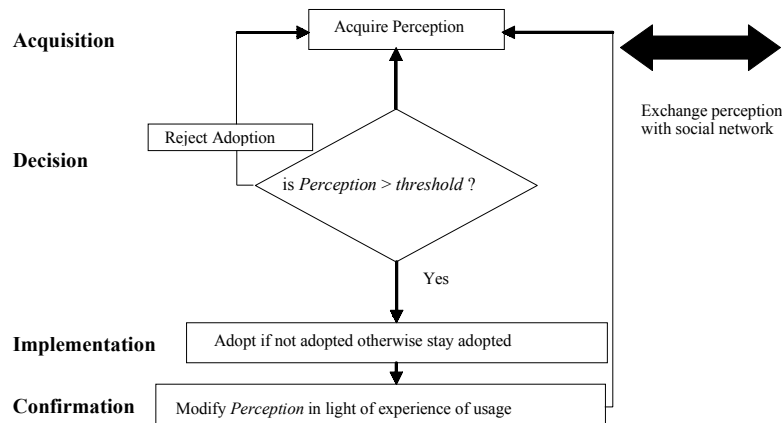 Acquisition
Acquire Perception
Exchange perception
with social network
Reject Adoption
Decision
is Perception > threshold ?
Yes
Implementation
Adopt if not adopted otherwise stay adopted
Confirmation
Modify Perception in light of experience of usage